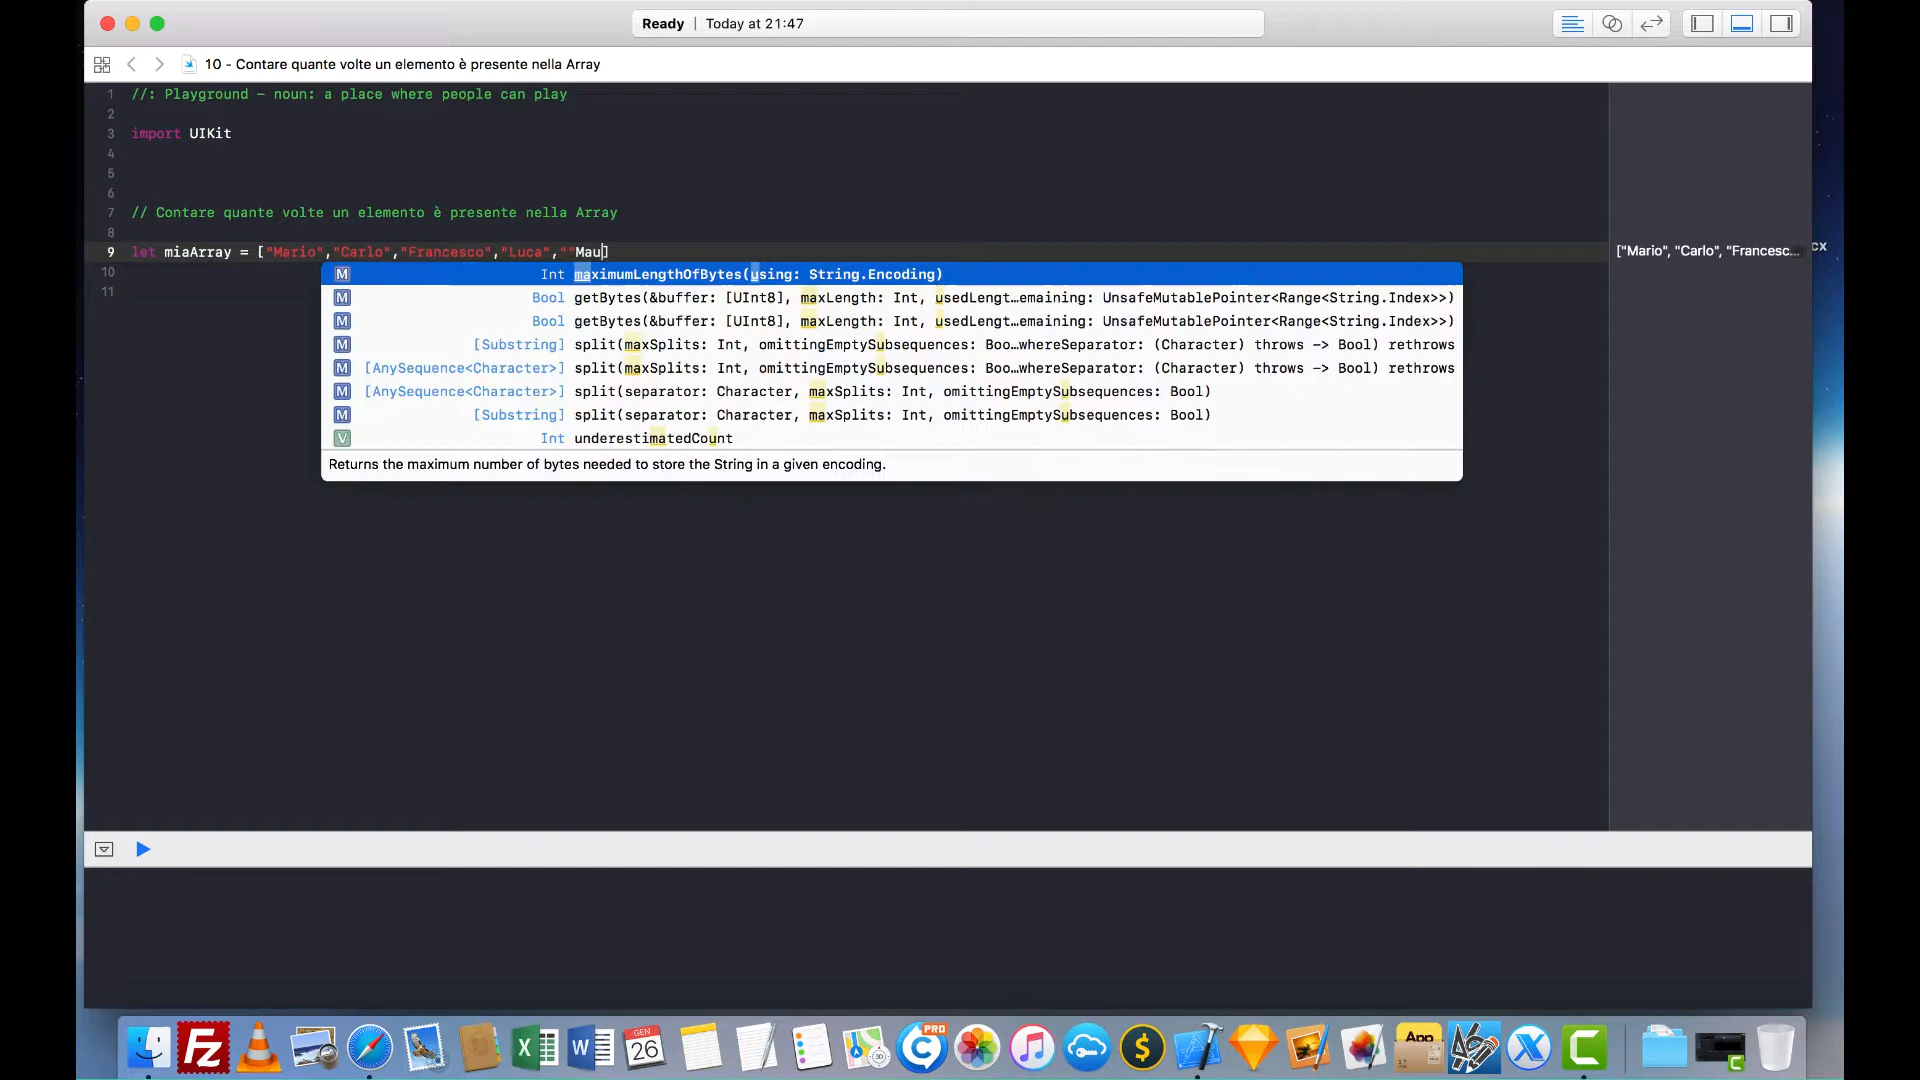 Ready | Today at 21:47
10 - Contare quante volte un elemento è presente nella Array
1 //: Playground - noun: a place where people can play
2
3 import UIKit
4
5
6
7 // Contare quante volte un elemento è presente nella Array
8
9 let miaArray = ["Mario","Carlo","Francesco","Luca",""Mau]
["Mario", "Carlo", "Francesc...
cx
10
11
M Int maximumLengthOfBytes(using: String.Encoding)
M Bool getBytes(&buffer: [UInt8], maxLength: Int, usedLengt...emaining: UnsafeMutablePointer<Range<String.Index>>)
M Bool getBytes(&buffer: [UInt8], maxLength: Int, usedLengt...emaining: UnsafeMutablePointer<Range<String.Index>>)
M [Substring] split(maxSplits: Int, omittingEmptySubsequences: Boo...whereSeparator: (Character) throws -> Bool) rethrows
M [AnySequence<Character>] split(maxSplits: Int, omittingEmptySubsequences: Boo...whereSeparator: (Character) throws -> Bool) rethrows
M [AnySequence<Character>] split(separator: Character, maxSplits: Int, omittingEmptySubsequences: Bool)
M [Substring] split(separator: Character, maxSplits: Int, omittingEmptySubsequences: Bool)
V Int underestimatedCount
Returns the maximum number of bytes needed to store the String in a given encoding.
Fz
X
W
GEN
26
3D
PRO
C
$
App
X
C